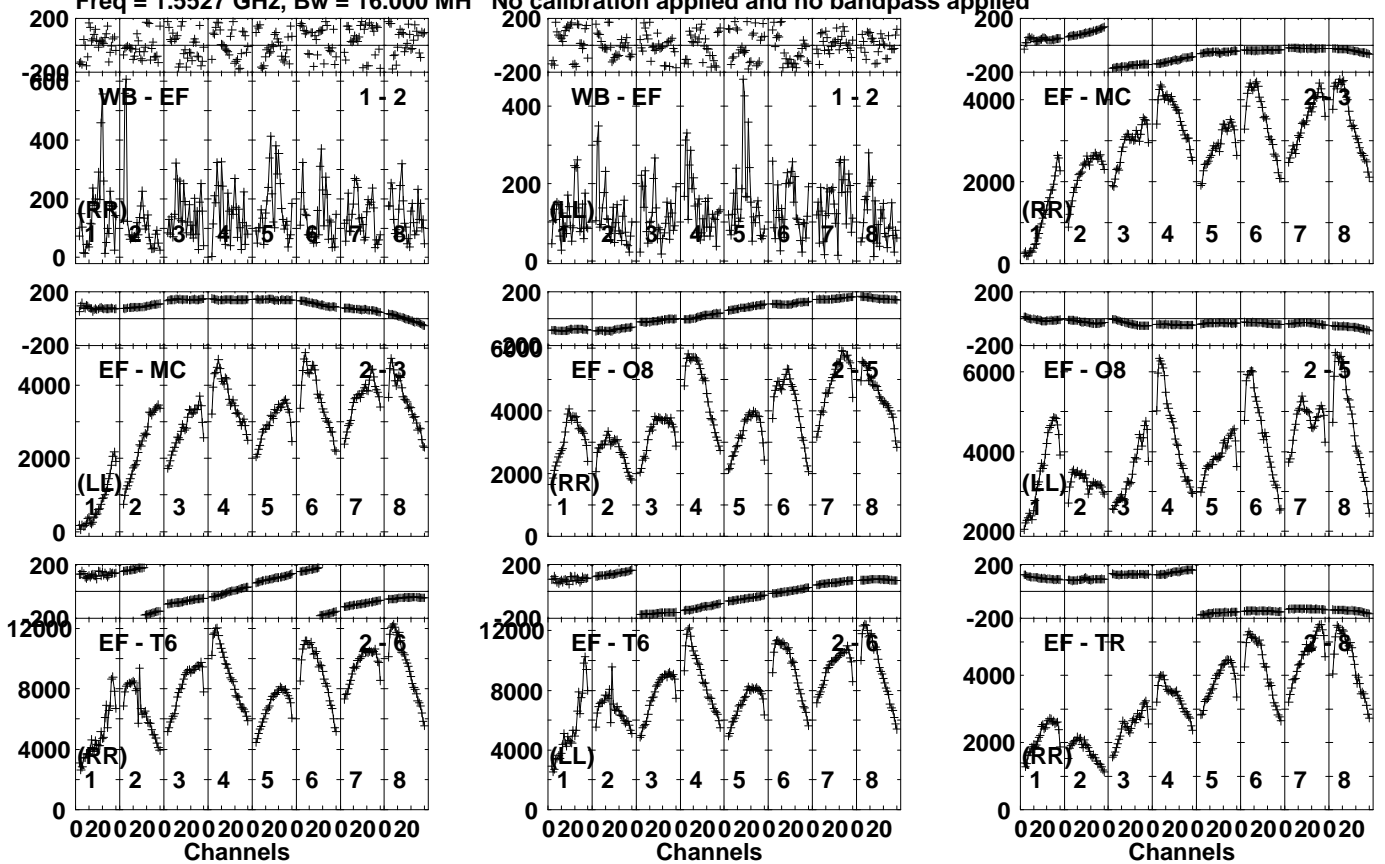 Freq = 1.5527 GHz, Bw = 16.000 MH No calibration applied and no bandpass applied
200 200 200
-200 -200 -200
WB - EF 1 - 2 WB - EF 1 - 2 EF - MC 2 - 3
600
400 400 4000
200 200 2000
(RR) (LL) (RR)
1 2 3 4 5 6 7 8 1 2 3 4 5 6 7 8 1 2 3 4 5 6 7 8
0 0 0
200 200 200
-200 -200 -200
EF - MC 2 - 3 EF - O8 2 - 5 EF - O8 2 - 5
6000
4000 4000 6000
2000 2000 4000
(LL) (RR) (LL)
1 2 3 4 5 6 7 8 1 2 3 4 5 6 7 8 1 2 3 4 5 6 7 8
0 0 2000
200 200 200
-200 -200 -200
EF - T6 2 - 6 EF - T6 2 - 6 EF - TR 2 - 8
12000 12000
8000 8000 4000
4000 4000 2000
(RR) (LL) (RR)
1 2 3 4 5 6 7 8 1 2 3 4 5 6 7 8 1 2 3 4 5 6 7 8
0 0 0
0 20 0 20 0 20 0 20 0 20 0 20 0 20 0 20 0 20 0 20 0 20 0 20 0 20 0 20 0 20 0 20 0 20 0 20 0 20 0 20 0 20 0 20 0 20 0 20
Channels Channels Channels